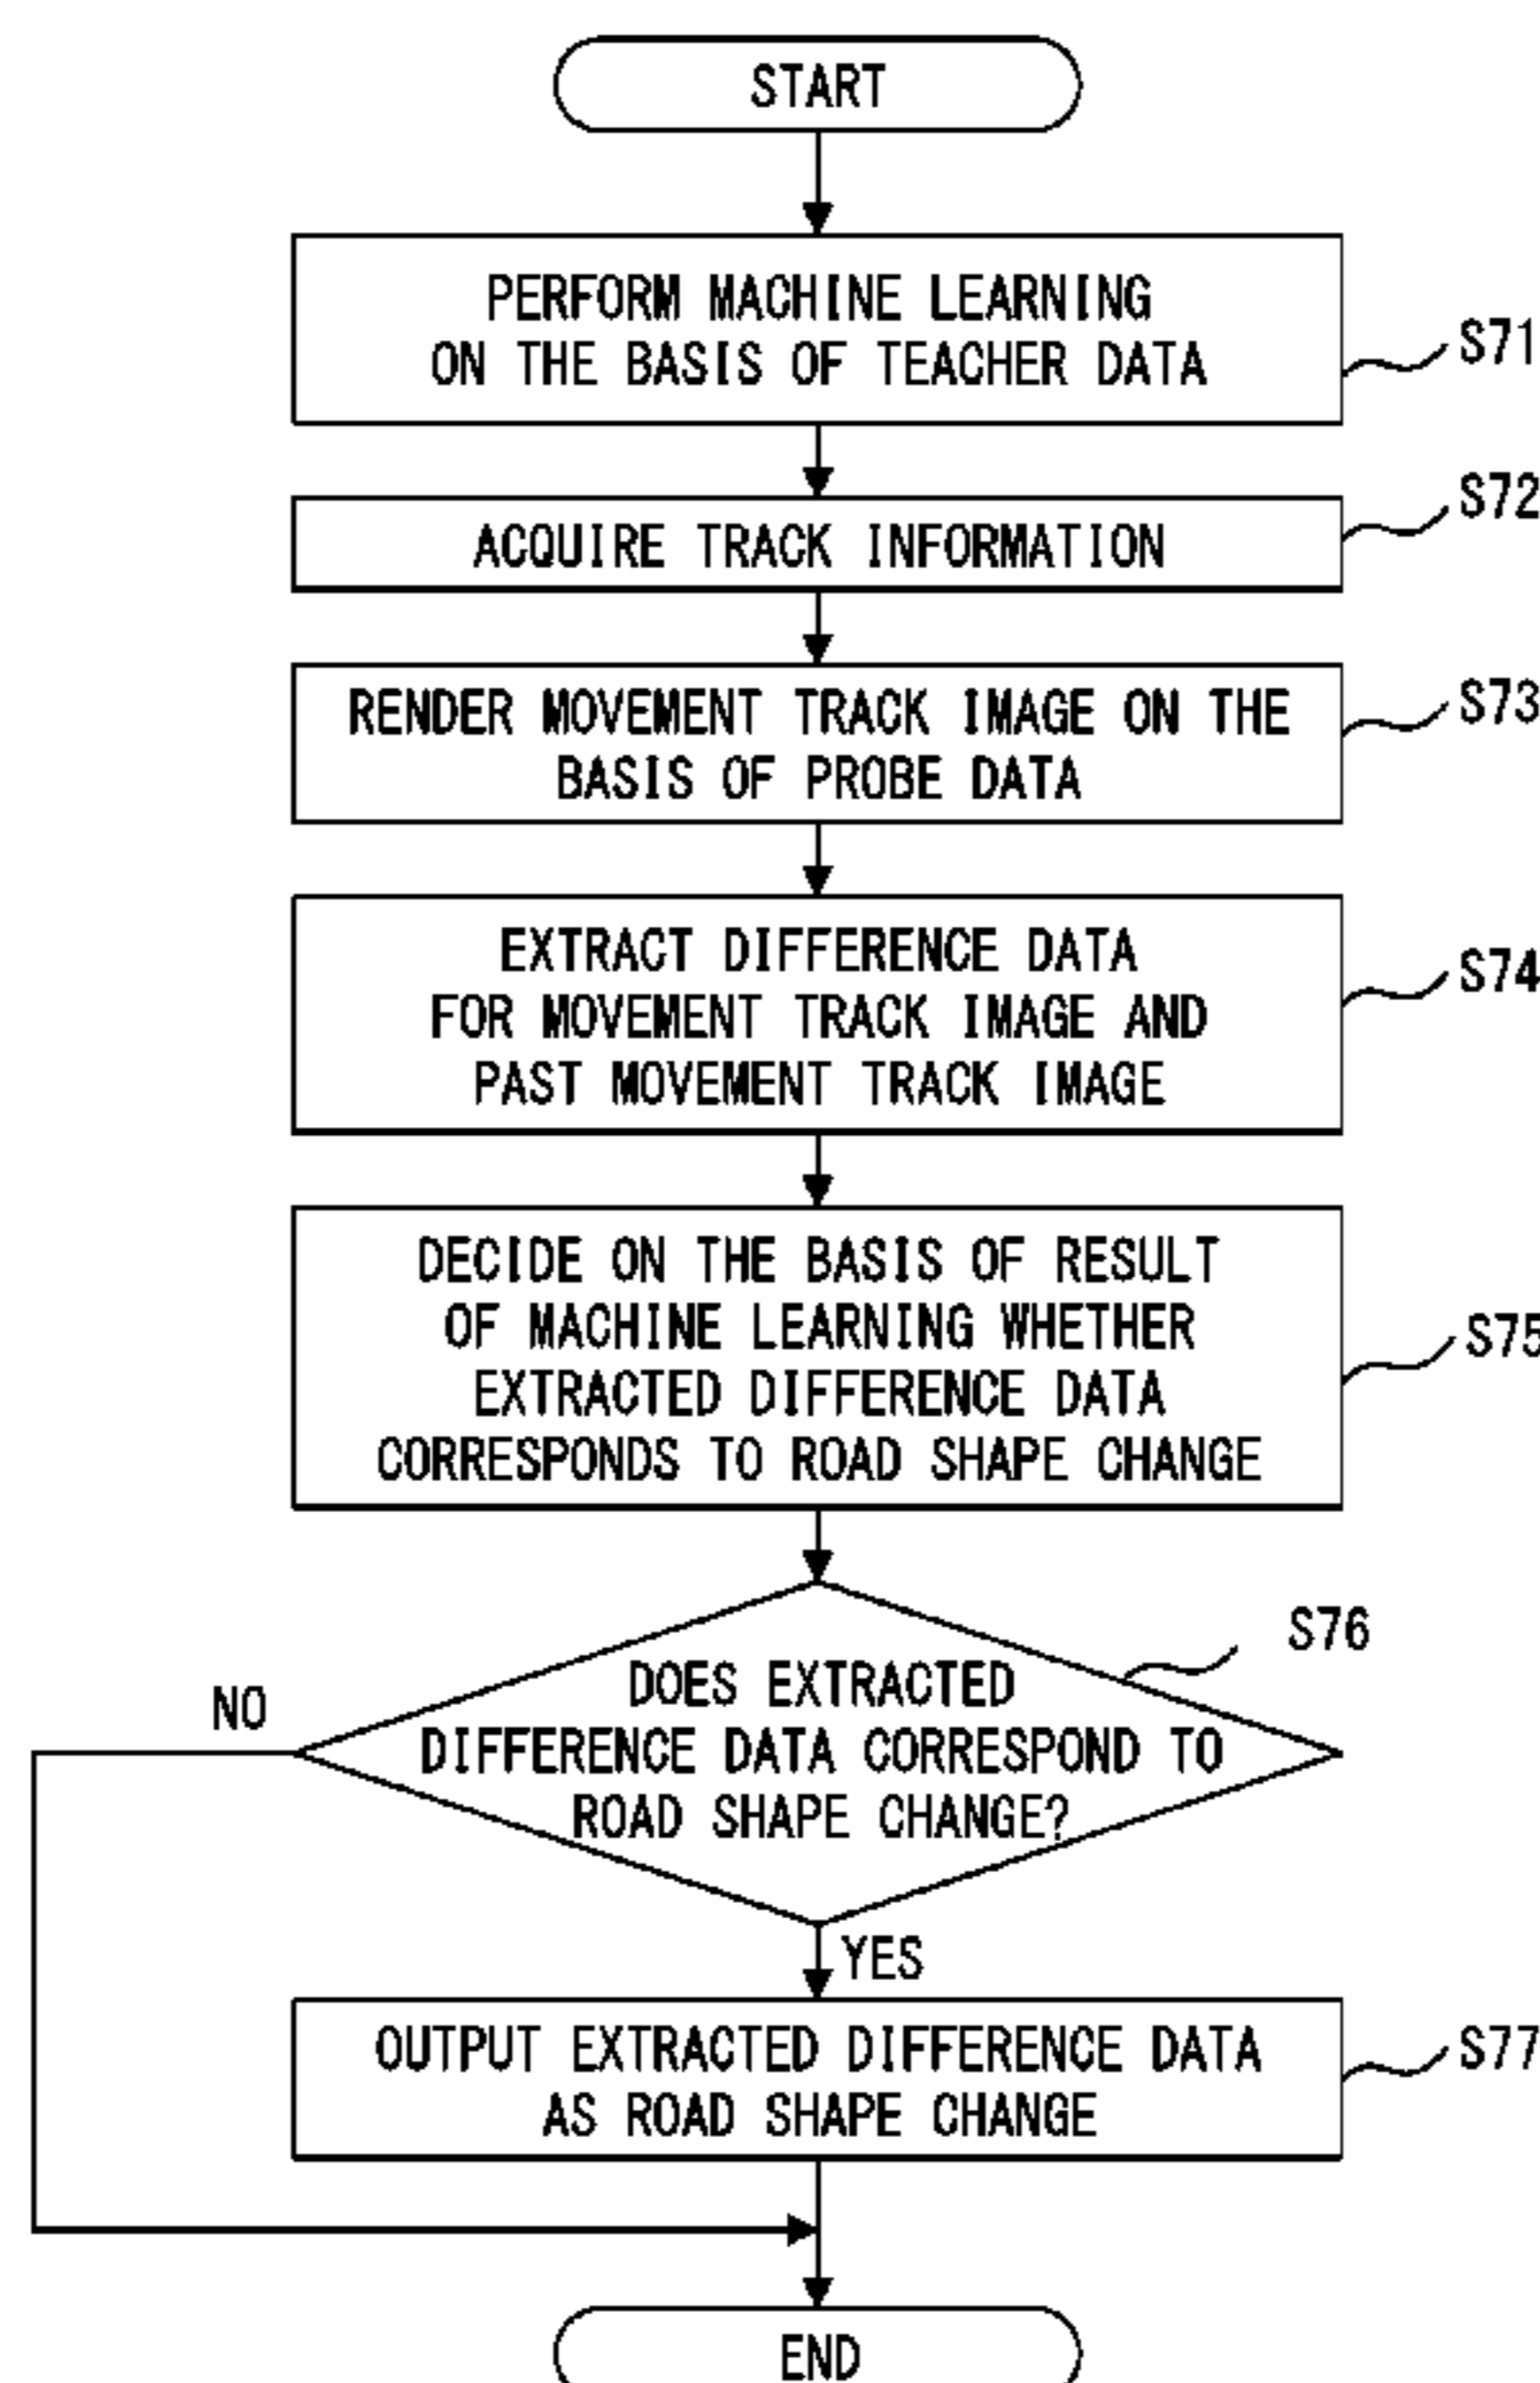 START
PERFORM MACHINE LEARNING
ON THE BASIS OF TEACHER DATA
S71
ACQUIRE TRACK INFORMATION
S72
RENDER MOVEMENT TRACK IMAGE ON THE
BASIS OF PROBE DATA
S73
EXTRACT DIFFERENCE DATA
FOR MOVEMENT TRACK IMAGE AND
PAST MOVEMENT TRACK IMAGE
S74
DECIDE ON THE BASIS OF RESULT
OF MACHINE LEARNING WHETHER
EXTRACTED DIFFERENCE DATA
CORRESPONDS TO ROAD SHAPE CHANGE
S75
S76
DOES EXTRACTED
DIFFERENCE DATA CORRESPOND TO
ROAD SHAPE CHANGE?
NO
YES
OUTPUT EXTRACTED DIFFERENCE DATA
AS ROAD SHAPE CHANGE
S77
END